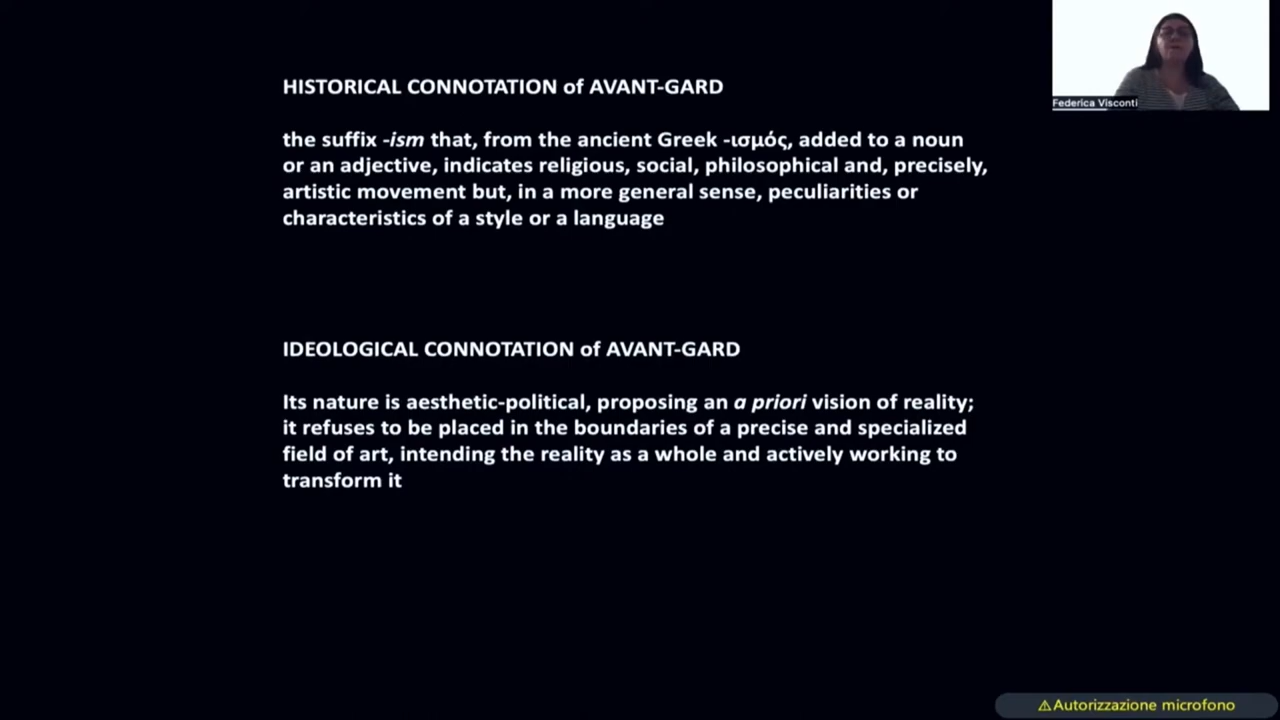 HISTORICAL CONNOTATION of AVANT-GARD
the suffix -ism that, from the ancient Greek -ισμός, added to a noun
or an adjective, indicates religious, social, philosophical and, precisely,
artistic movement but, in a more general sense, peculiarities or
characteristics of a style or a language
IDEOLOGICAL CONNOTATION of AVANT-GARD
Its nature is aesthetic-political, proposing an a priori vision of reality;
it refuses to be placed in the boundaries of a precise and specialized
field of art, intending the reality as a whole and actively working to
transform it
Federica Visconti
⚠Autorizzazione microfono